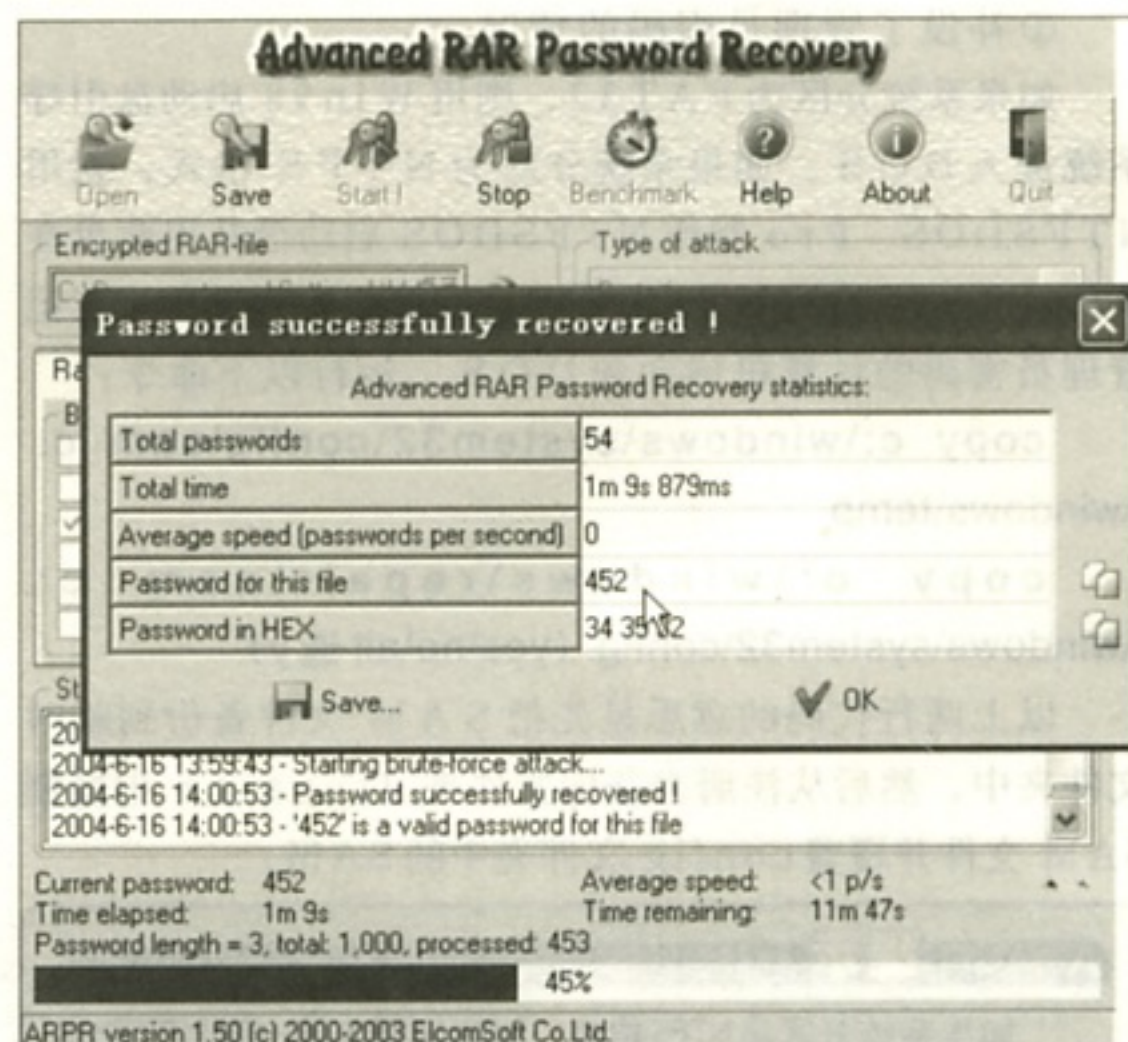 Advanced RAR Password Recovery
Open Save Start! Stop Benchmark Help About Quit
Encrypted RAR-file
Type of attack
Password successfully recovered !
Advanced RAR Password Recovery statistics:
Total passwords 54
Total time 1m 9s 879ms
Average speed (passwords per second) 0
Password for this file 452
Password in HEX 34 35 32
Save... OK
2004-6-16 13:59:43 - Starting brute-force attack...
2004-6-16 14:00:53 - Password successfully recovered !
2004-6-16 14:00:53 - '452' is a valid password for this file
Current password: 452
Average speed: <1 p/s
Time elapsed: 1m 9s
Time remaining: 11m 47s
Password length = 3, total: 1,000, processed: 453
45%
ARPR version 1.50 (c) 2000-2003 ElcomSoft Co.Ltd.